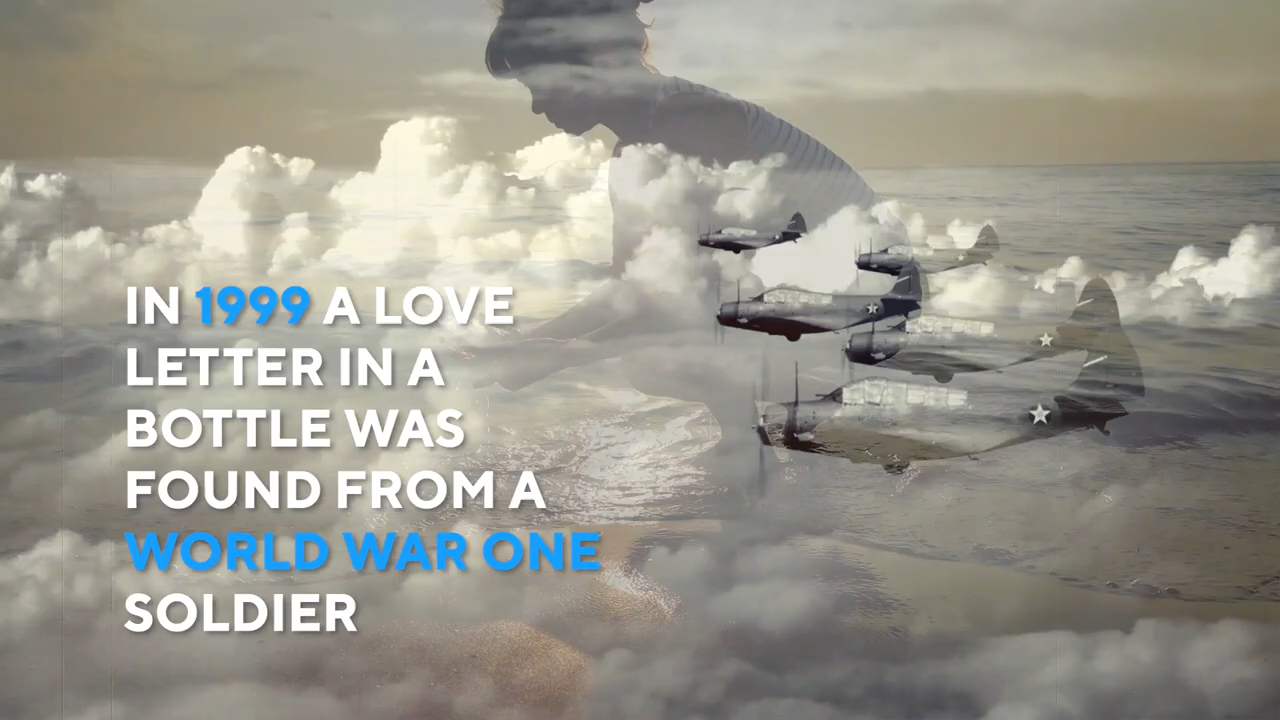 IN 1999 A LOVE
LETTER IN A
BOTTLE WAS
FOUND FROM A
WORLD WAR ONE
SOLDIER